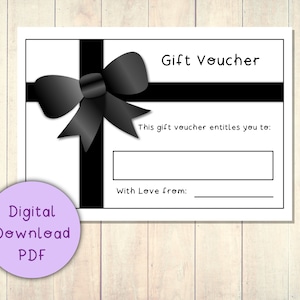 Gift Voucher
This gift voucher entitles you to:
With Love from:
Digital
Download
PDF